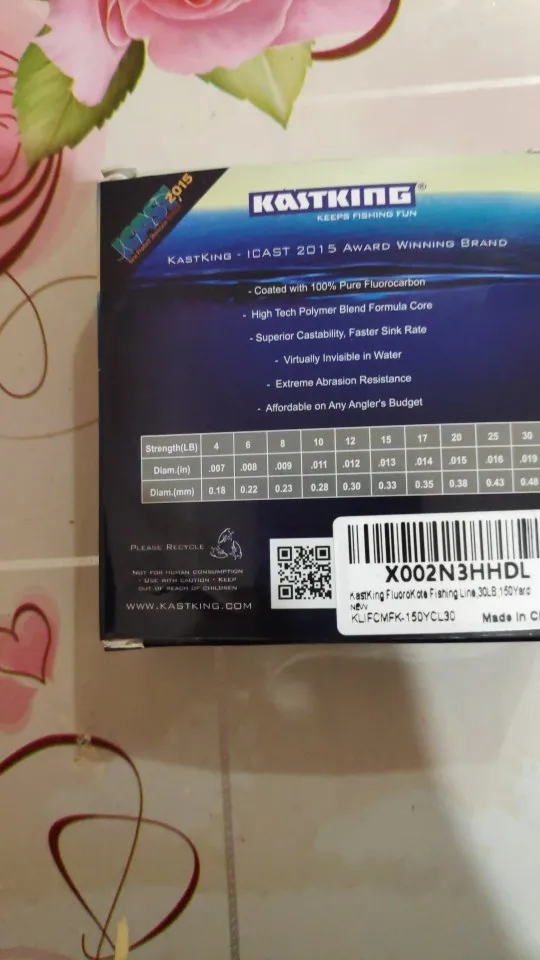 ICAST 2015
KASTKING®
KEEPS FISHING FUN
KASTKING - ICAST 2015 AWARD WINNING BRAND
- Coated with 100% Pure Fluorocarbon
- High Tech Polymer Blend Formula Core
- Superior Castability, Faster Sink Rate
- Virtually Invisible in Water
- Extreme Abrasion Resistance
- Affordable on Any Angler's Budget
Strength(LB) 4 6 8 10 12 15 17 20 25 30
Diam.(in) .007 .008 .009 .011 .012 .013 .014 .015 .016 .019
Diam.(mm) 0.18 0.22 0.23 0.28 0.30 0.33 0.35 0.38 0.43 0.48
PLEASE RECYCLE
NOT FOR HUMAN CONSUMPTION
- USE WITH CAUTION - KEEP
OUT OF REACH OF CHILDREN
WWW.KASTKING.COM
X002N3HHDL
KastKing FluoroKote Fishing Line,30LB,150Yard
New
KLIFCMFK-150YCL30 Made in